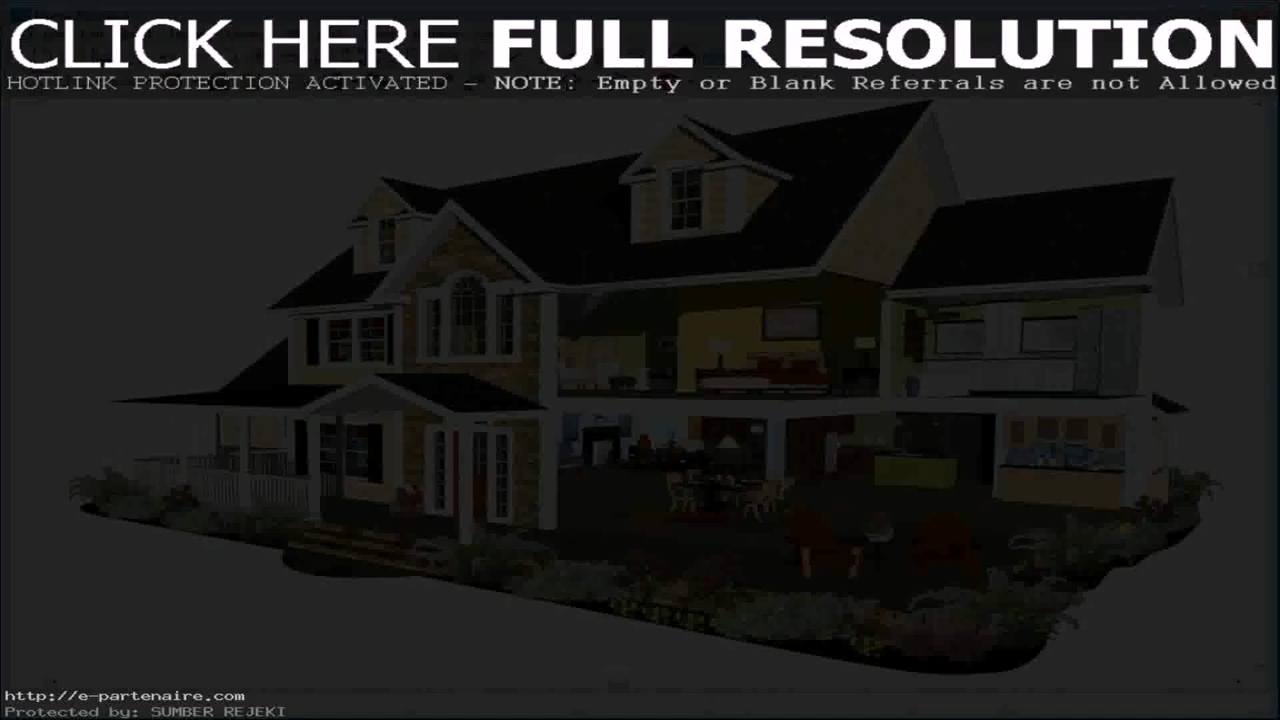 CLICK HERE FULL RESOLUTION
HOTLINK PROTECTION ACTIVATED – NOTE: Empty or Blank Referrals are not Allowed
http://e-partenaire.com
Protected by: SUMBER REJEKI